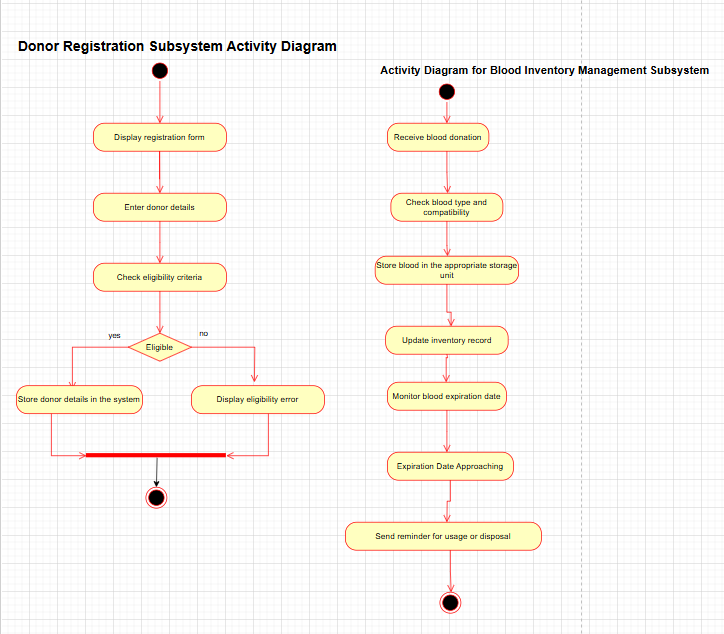 Donor Registration Subsystem Activity Diagram
Display registration form
Enter donor details
Check eligibility criteria
Eligible
yes
no
Store donor details in the system
Display eligibility error
Activity Diagram for Blood Inventory Management Subsystem
Receive blood donation
Check blood type and
compatibility
Store blood in the appropriate storage
unit
Update inventory record
Monitor blood expiration date
Expiration Date Approaching
Send reminder for usage or disposal